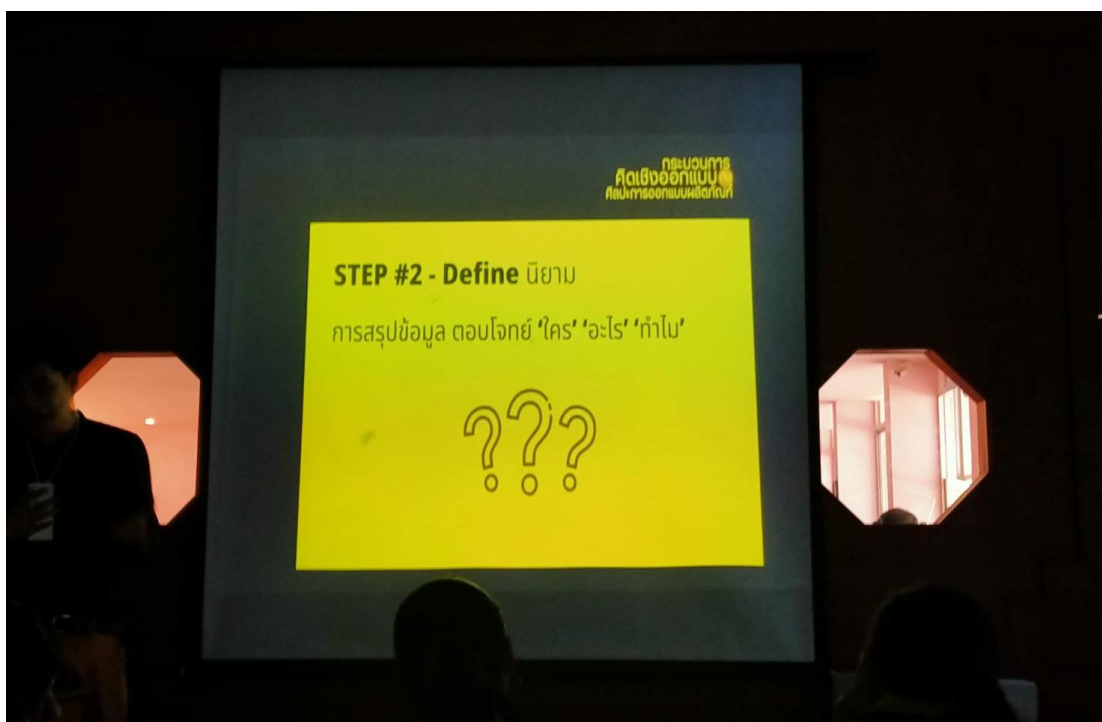 กระบวนการ
คิดเชิงออกแบบ
ศิลปะการออกแบบผลิตภัณฑ์
STEP #2 - Define นิยาม
การสรุปข้อมูล ตอบโจทย์ ‘ใคร’ ‘อะไร’ ‘ทำไม’
???